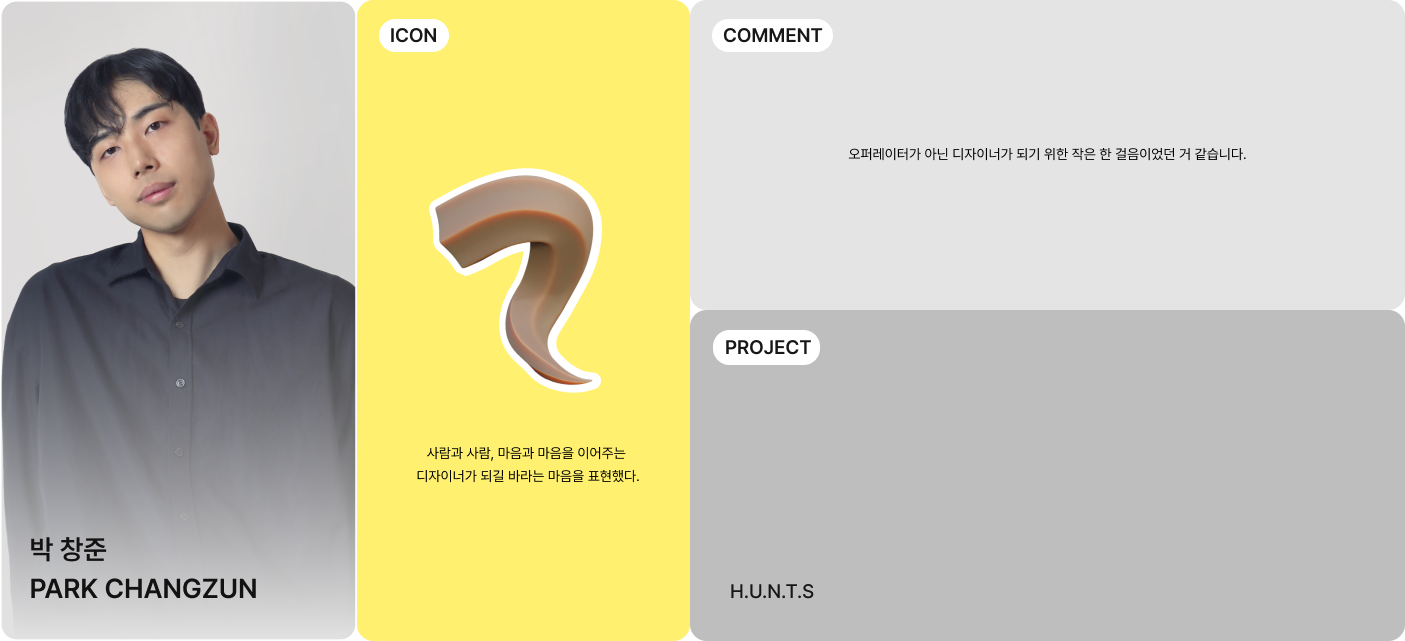 박 창준
PARK CHANGZUN
ICON
사람과 사람, 마음과 마음을 이어주는
디자이너가 되길 바라는 마음을 표현했다.
COMMENT
오퍼레이터가 아닌 디자이너가 되기 위한 작은 한 걸음이었던 거 같습니다.
PROJECT
H.U.N.T.S